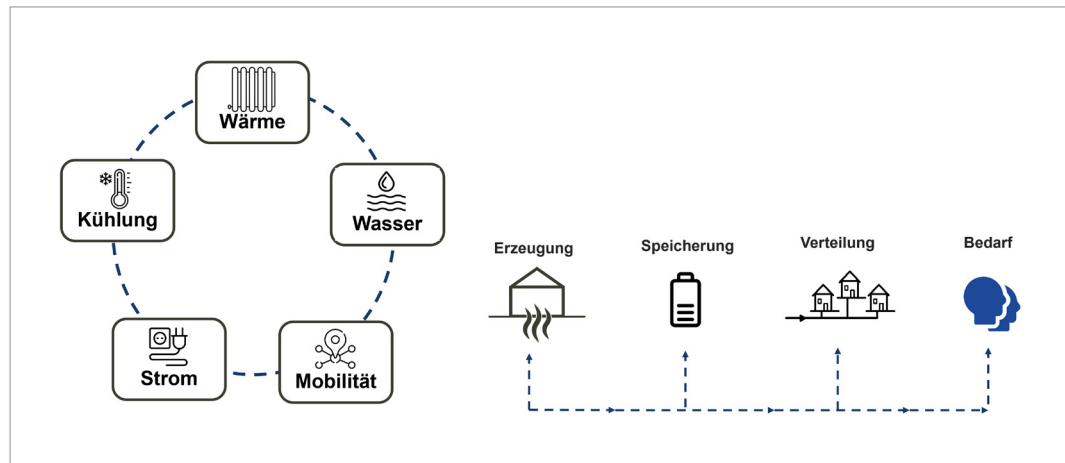 Wärme
Kühlung
Wasser
Strom
Mobilität
Erzeugung
Speicherung
Verteilung
Bedarf